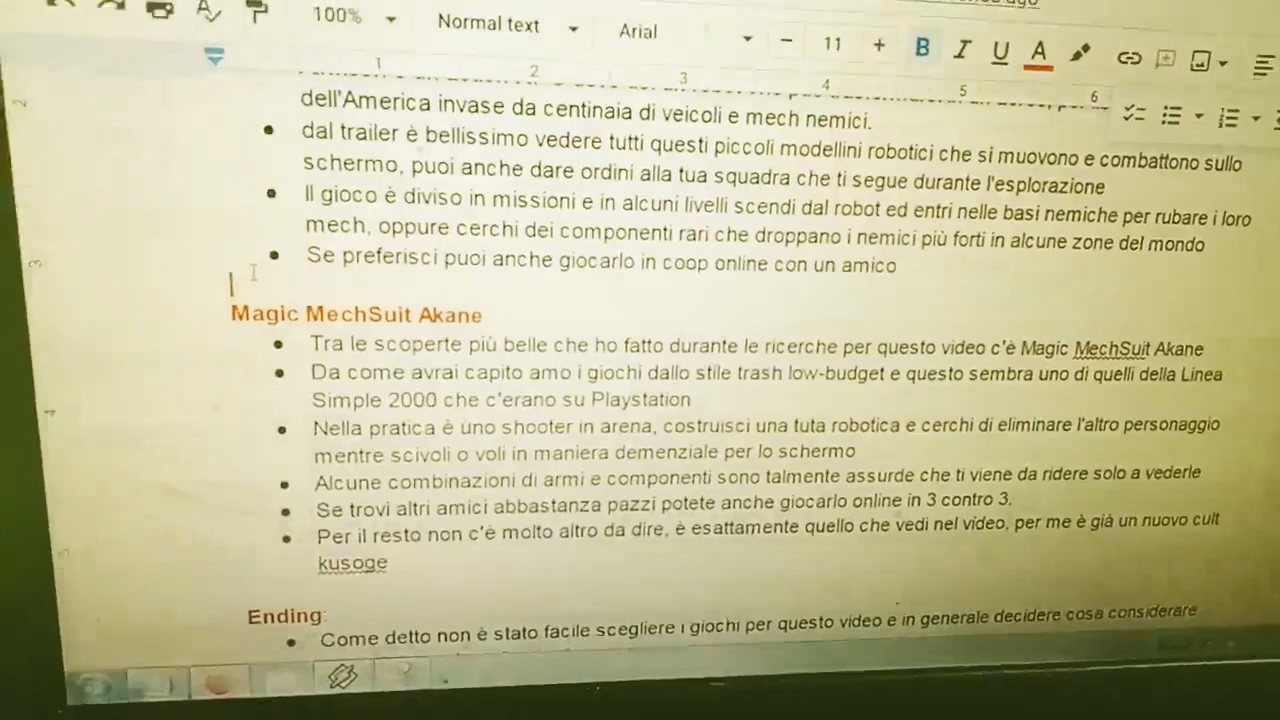 100% Normal text Arial − 11 + B I U A
1 2 3 4 5 6
dell'America invase da centinaia di veicoli e mech nemici.
● dal trailer è bellissimo vedere tutti questi piccoli modellini robotici che si muovono e combattono sullo
schermo, puoi anche dare ordini alla tua squadra che ti segue durante l'esplorazione
● Il gioco è diviso in missioni e in alcuni livelli scendi dal robot ed entri nelle basi nemiche per rubare i loro
mech, oppure cerchi dei componenti rari che droppano i nemici più forti in alcune zone del mondo
● Se preferisci puoi anche giocarlo in coop online con un amico
Magic MechSuit Akane
● Tra le scoperte più belle che ho fatto durante le ricerche per questo video c'è Magic MechSuit Akane
● Da come avrai capito amo i giochi dallo stile trash low-budget e questo sembra uno di quelli della Linea
Simple 2000 che c'erano su Playstation
● Nella pratica è uno shooter in arena, costruisci una tuta robotica e cerchi di eliminare l'altro personaggio
mentre scivoli o voli in maniera demenziale per lo schermo
● Alcune combinazioni di armi e componenti sono talmente assurde che ti viene da ridere solo a vederle
● Se trovi altri amici abbastanza pazzi potete anche giocarlo online in 3 contro 3.
● Per il resto non c'è molto altro da dire, è esattamente quello che vedi nel video, per me è già un nuovo cult
kusoge
Ending:
● Come detto non è stato facile scegliere i giochi per questo video e in generale decidere cosa considerare